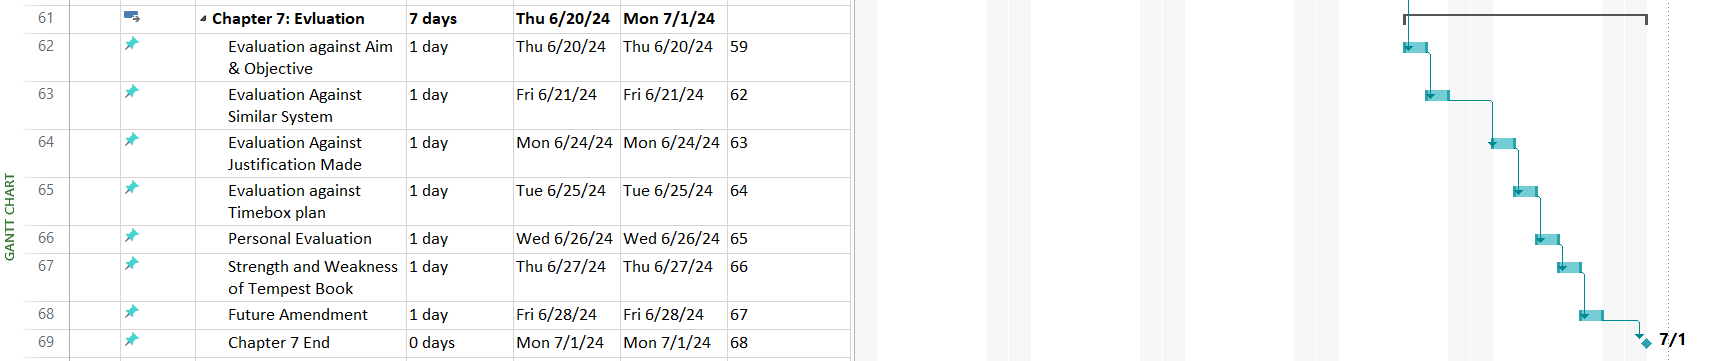 61 Chapter 7: Evluation 7 days Thu 6/20/24 Mon 7/1/24
62 Evaluation against Aim 1 day Thu 6/20/24 Thu 6/20/24 59
& Objective
63 Evaluation Against 1 day Fri 6/21/24 Fri 6/21/24 62
Similar System
64 Evaluation Against 1 day Mon 6/24/24 Mon 6/24/24 63
Justification Made
65 Evaluation against 1 day Tue 6/25/24 Tue 6/25/24 64
Timebox plan
66 Personal Evaluation 1 day Wed 6/26/24 Wed 6/26/24 65
67 Strength and Weakness 1 day Thu 6/27/24 Thu 6/27/24 66
of Tempest Book
68 Future Amendment 1 day Fri 6/28/24 Fri 6/28/24 67
69 Chapter 7 End 0 days Mon 7/1/24 Mon 7/1/24 68
7/1
GANTT CHART